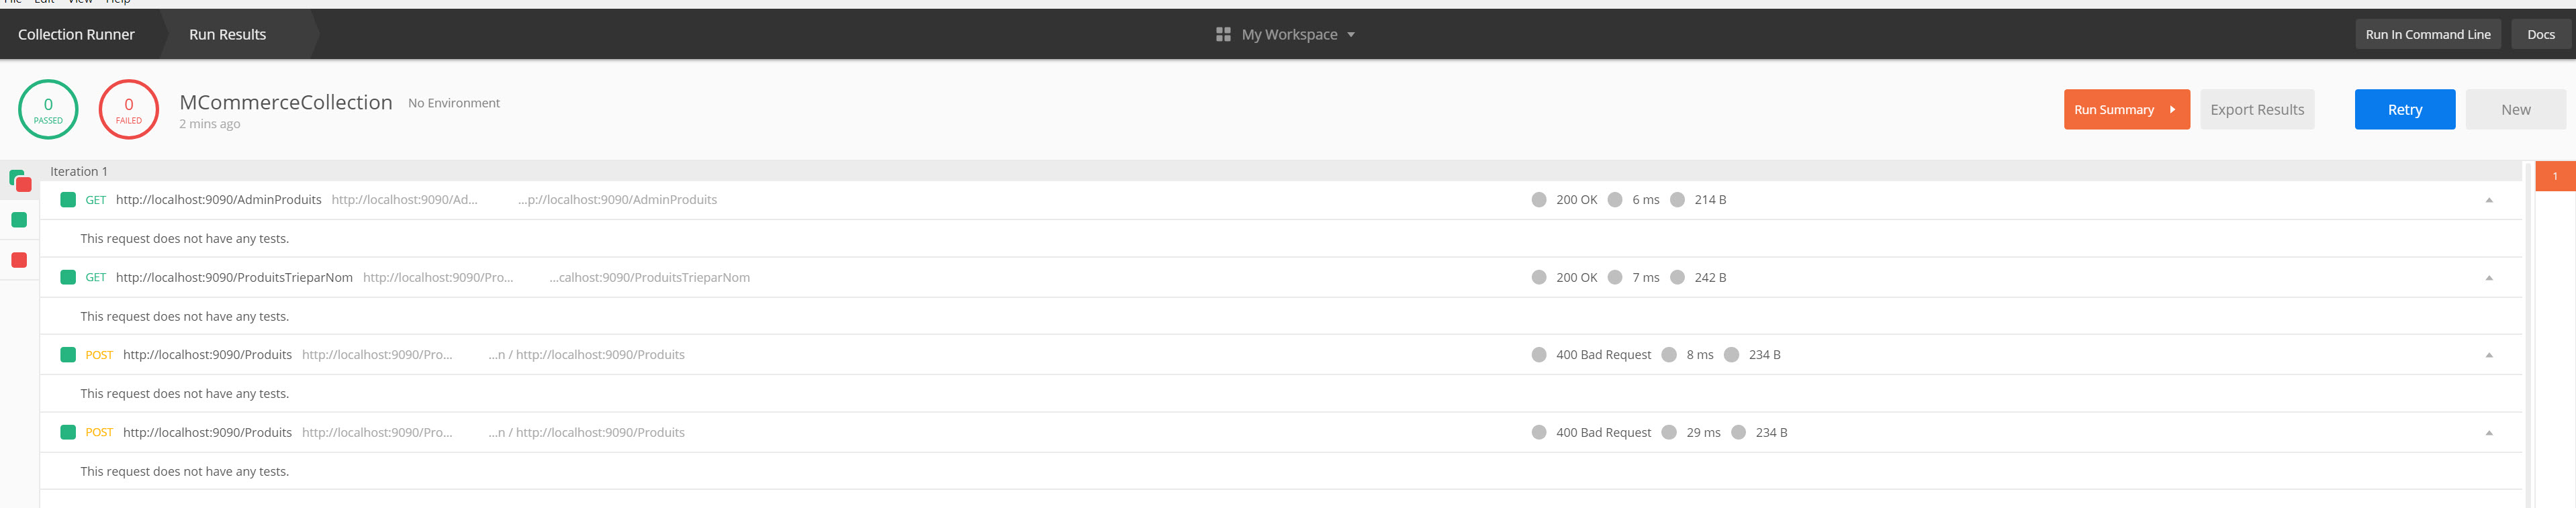 File Edit View Help
Collection Runner Run Results My Workspace Run In Command Line Docs
0 PASSED
0 FAILED
MCommerceCollection No Environment
2 mins ago
Run Summary Export Results Retry New
Iteration 1
1
GET http://localhost:9090/AdminProduits http://localhost:9090/Ad... ...p://localhost:9090/AdminProduits 200 OK 6 ms 214 B
This request does not have any tests.
GET http://localhost:9090/ProduitsTrieparNom http://localhost:9090/Pro... ...calhost:9090/ProduitsTrieparNom 200 OK 7 ms 242 B
This request does not have any tests.
POST http://localhost:9090/Produits http://localhost:9090/Pro... ...n / http://localhost:9090/Produits 400 Bad Request 8 ms 234 B
This request does not have any tests.
POST http://localhost:9090/Produits http://localhost:9090/Pro... ...n / http://localhost:9090/Produits 400 Bad Request 29 ms 234 B
This request does not have any tests.